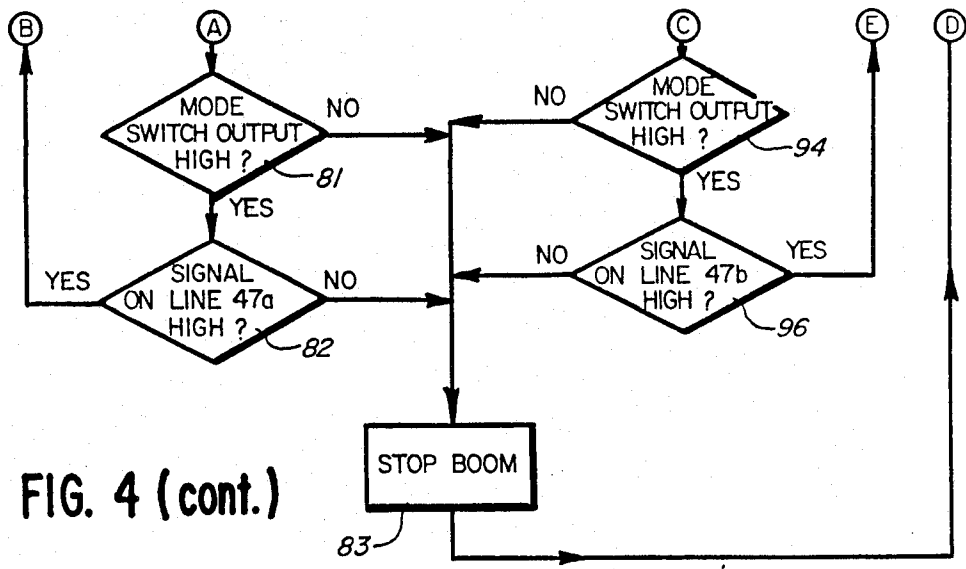 B
A
C
E
D
MODE
SWITCH OUTPUT
HIGH ?
NO
81
YES
NO
MODE
SWITCH OUTPUT
HIGH ?
94
YES
YES
SIGNAL
ON LINE 47a
HIGH ?
NO
82
NO
SIGNAL
ON LINE 47b
HIGH ?
YES
96
STOP BOOM
83
FIG. 4 (cont.)